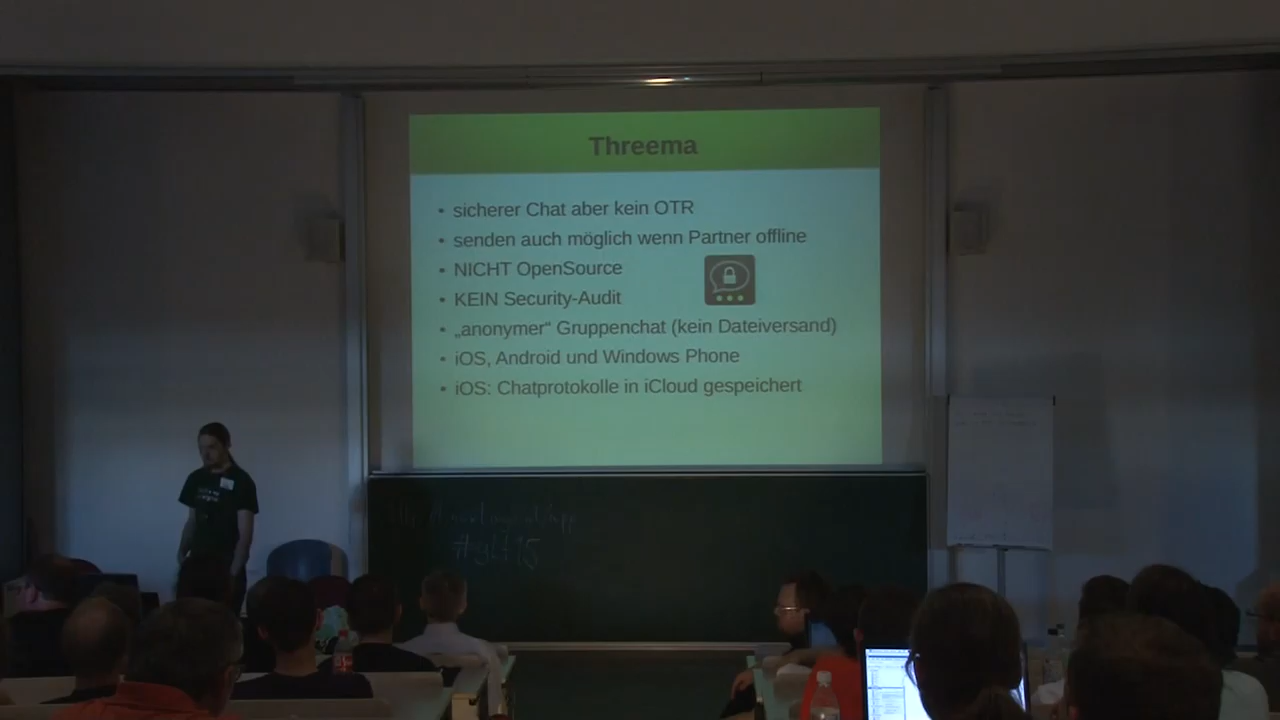 Threema
• sicherer Chat aber kein OTR
• senden auch möglich wenn Partner offline
• NICHT OpenSource
• KEIN Security-Audit
• „anonymer“ Gruppenchat (kein Dateiversand)
• iOS, Android und Windows Phone
• iOS: Chatprotokolle in iCloud gespeichert